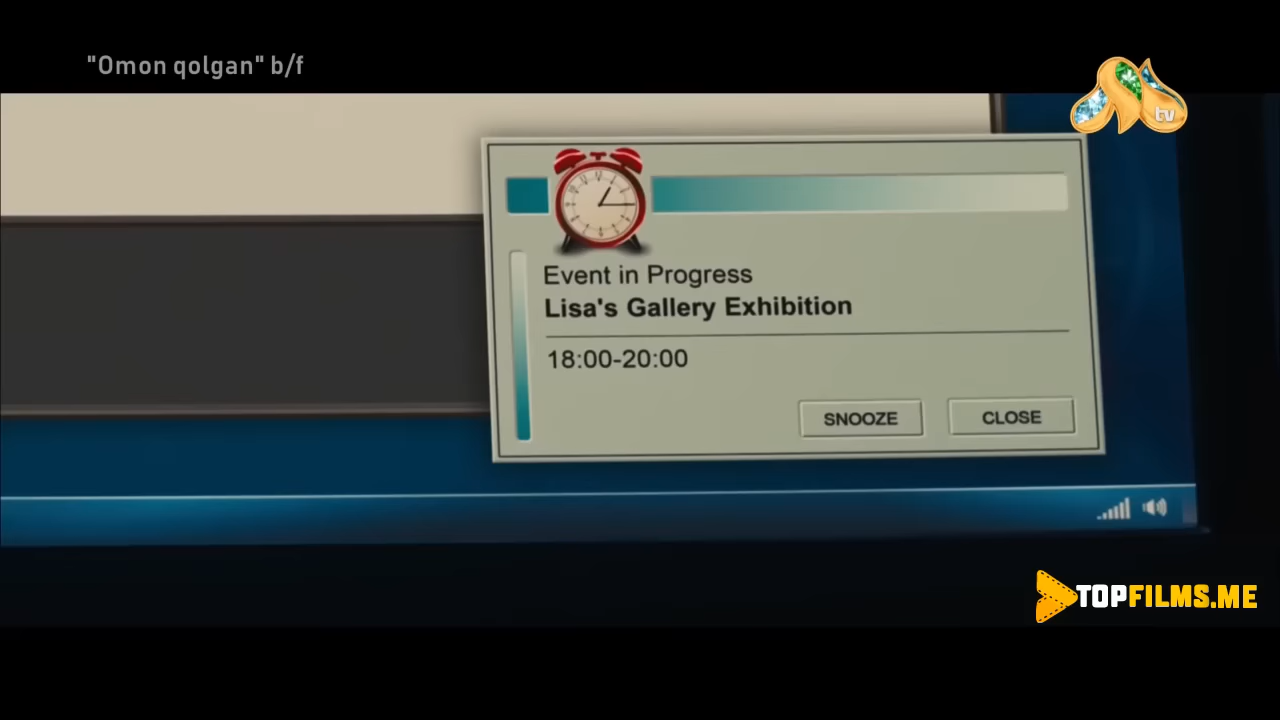 "Omon qolgan" b/f
tv
Event in Progress
Lisa's Gallery Exhibition
18:00-20:00
SNOOZE
CLOSE
TOPFILMS.ME